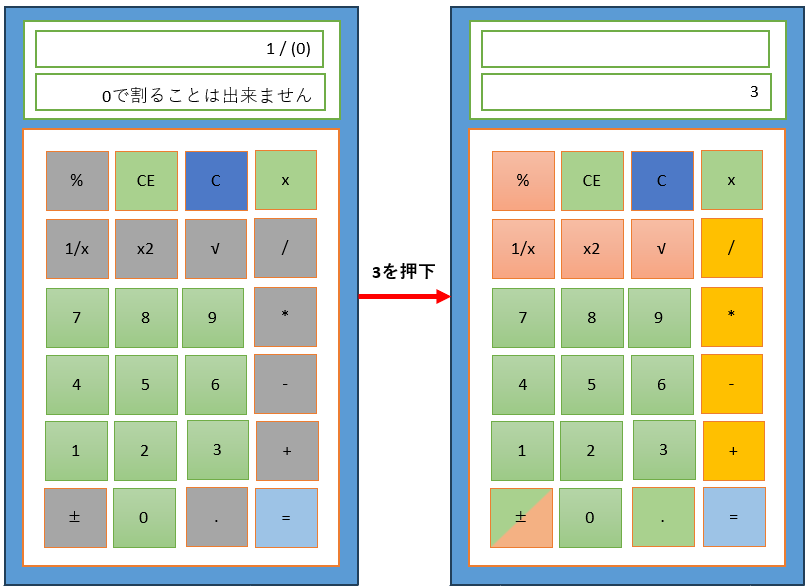 1 / (0)
0で割ることは出来ません
% CE C x
1/x x2 √ /
7 8 9 *
4 5 6 -
1 2 3 +
± 0 . =
3を押下
3
% CE C x
1/x x2 √ /
7 8 9 *
4 5 6 -
1 2 3 +
± 0 . =